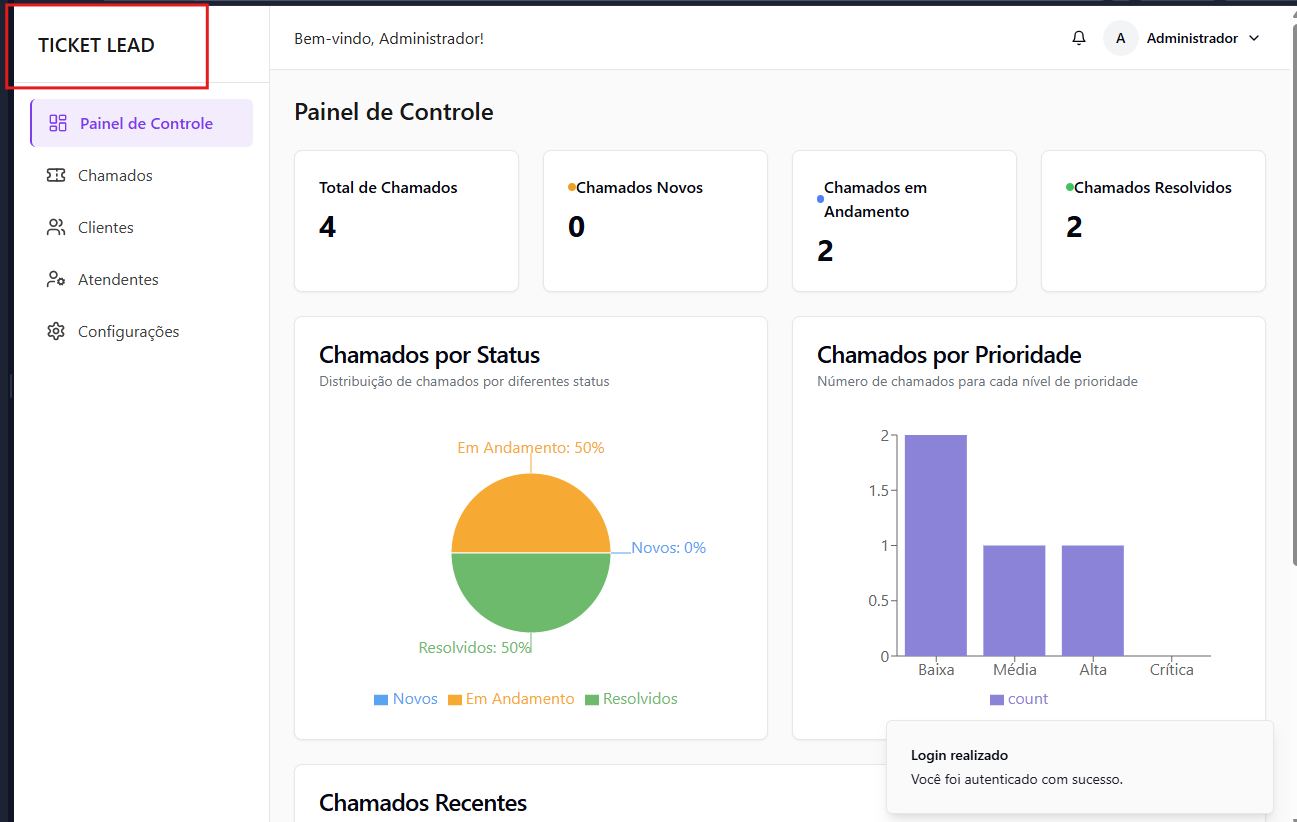 TICKET LEAD
Bem-vindo, Administrador!
A
Administrador
Painel de Controle
Chamados
Clientes
Atendentes
Configurações
Painel de Controle
Total de Chamados
4
Chamados Novos
0
Chamados em
Andamento
2
Chamados Resolvidos
2
Chamados por Status
Distribuição de chamados por diferentes status
Em Andamento: 50%
Novos: 0%
Resolvidos: 50%
Novos
Em Andamento
Resolvidos
Chamados por Prioridade
Número de chamados para cada nível de prioridade
2
1.5
1
0.5
0
Baixa
Média
Alta
Crítica
count
Login realizado
Você foi autenticado com sucesso.
Chamados Recentes